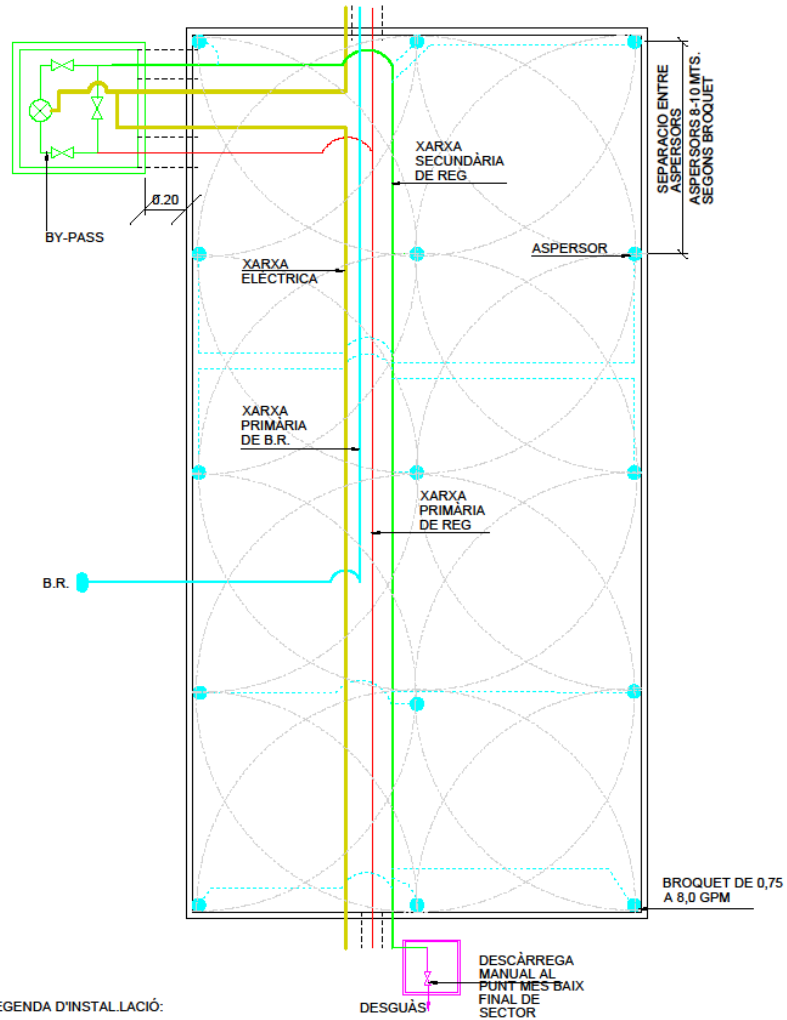 SEPARACIO ENTRE
ASPERSORS
ASPERSORS 8-10 MTS.
SEGONS BROQUET
XARXA
SECUNDÀRIA
DE REG
0.20
BY-PASS
ASPERSOR
XARXA
ELÈCTRICA
XARXA
PRIMÀRIA
DE B.R.
XARXA
PRIMÀRIA
DE REG
B.R.
BROQUET DE 0,75
A 8,0 GPM
DESCÀRREGA
MANUAL AL
PUNT MES BAIX
FINAL DE
SECTOR
DESGUÀS
EGENDA D'INSTAL.LACIÓ: